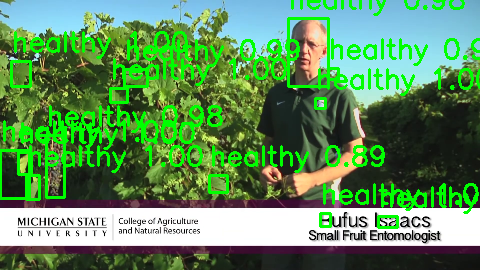 healthy 0.98
healthy 1.00
healthy 0.99
healthy 0.9
healthy 1.00
healthy 1.00
healthy 0.98
healthy 1.00
healthy 1.00
healthy 0.89
healthy 1.0
healthy
MICHIGAN STATE
UNIVERSITY
College of Agriculture
and Natural Resources
Rufus Isaacs
Small Fruit Entomologist